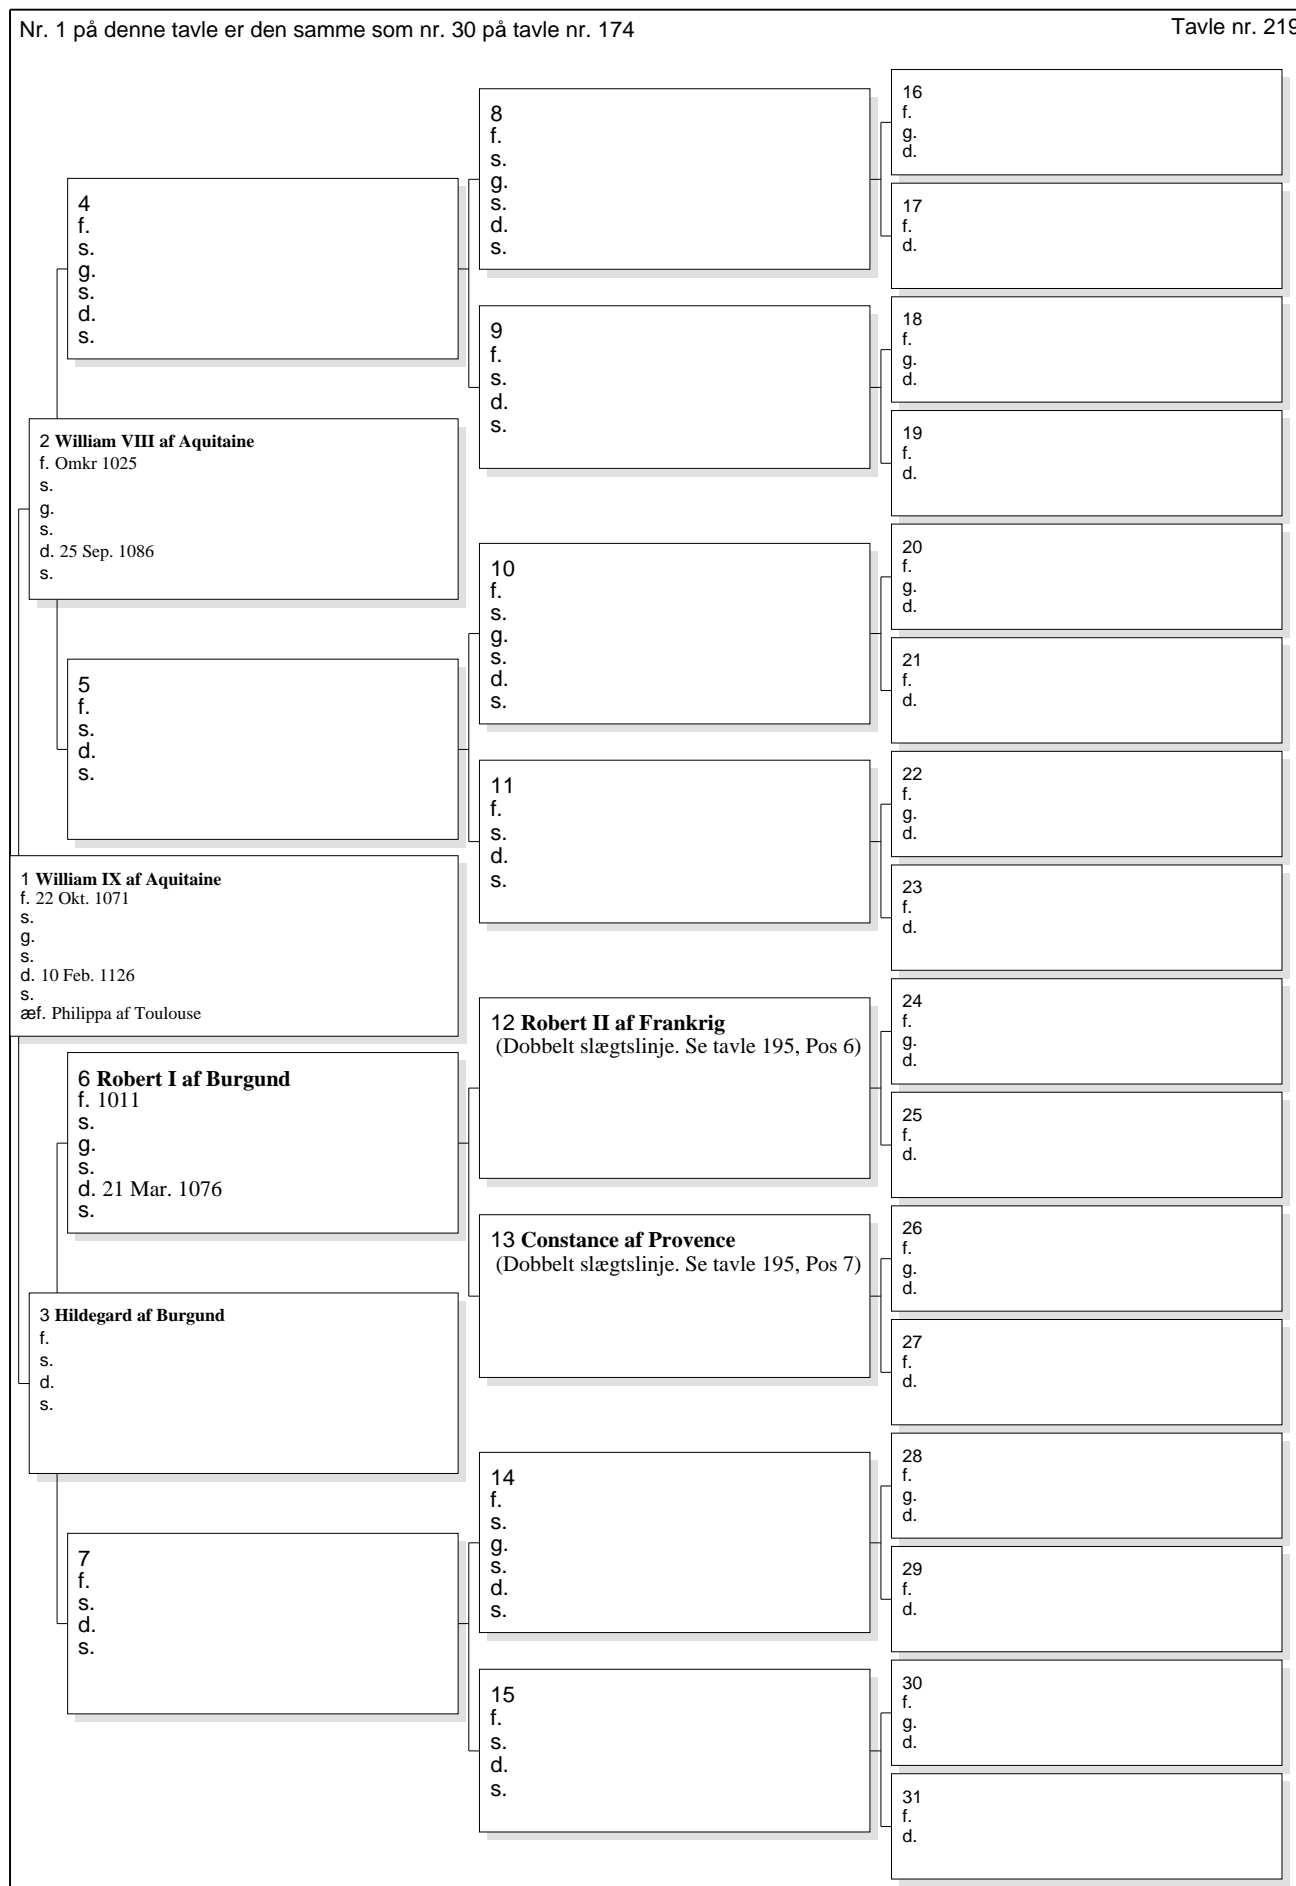 Nr. 1 på denne tavle er den samme som nr. 30 på tavle nr. 174
Tavle nr. 219
1 William IX af Aquitaine
f. 22 Okt. 1071
s.
g.
s.
d. 10 Feb. 1126
s.
æf. Philippa af Toulouse
2 William VIII af Aquitaine
f. Omkr 1025
s.
g.
s.
d. 25 Sep. 1086
s.
3 Hildegard af Burgund
f.
s.
d.
s.
4
f.
s.
g.
s.
d.
s.
5
f.
s.
d.
s.
6 Robert I af Burgund
f. 1011
s.
g.
s.
d. 21 Mar. 1076
s.
7
f.
s.
d.
s.
8
f.
s.
g.
s.
d.
s.
9
f.
s.
d.
s.
10
f.
s.
g.
s.
d.
s.
11
f.
s.
d.
s.
12 Robert II af Frankrig
(Dobbelt slægtslinje. Se tavle 195, Pos 6)
13 Constance af Provence
(Dobbelt slægtslinje. Se tavle 195, Pos 7)
14
f.
s.
g.
s.
d.
s.
15
f.
s.
d.
s.
16
f.
g.
d.
17
f.
d.
18
f.
g.
d.
19
f.
d.
20
f.
g.
d.
21
f.
d.
22
f.
g.
d.
23
f.
d.
24
f.
g.
d.
25
f.
d.
26
f.
g.
d.
27
f.
d.
28
f.
g.
d.
29
f.
d.
30
f.
g.
d.
31
f.
d.